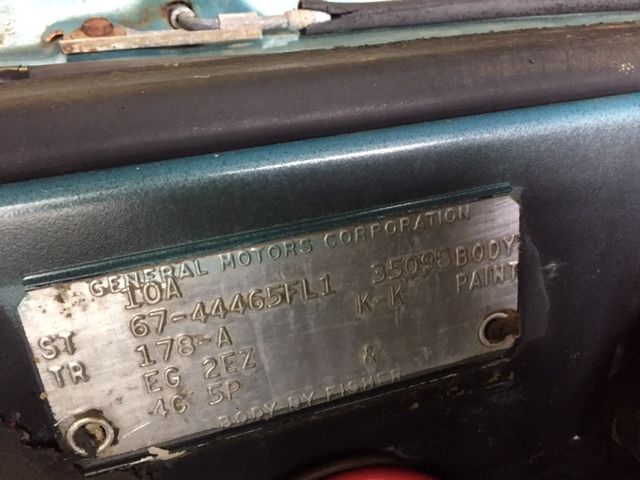 GENERAL MOTORS CORPORATION
10A
ST 67-44465FL1 35098 BODY
TR 178-A K-K PAINT
EG 2EZ &
4G 5P
BODY BY FISHER